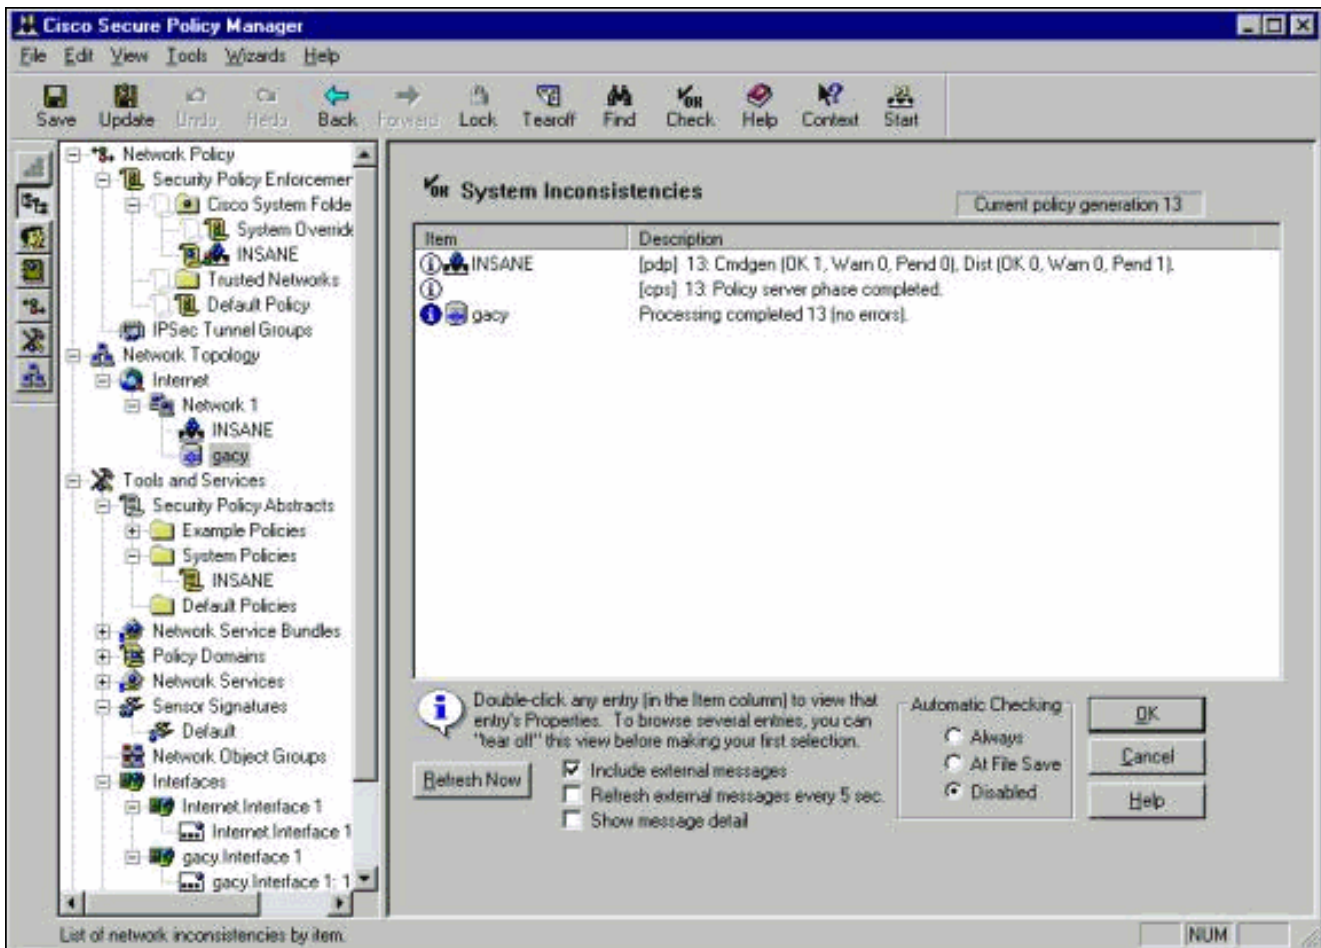 Cisco Secure Policy Manager
File Edit View Tools Wizards Help
Save Update Undo Redo Back Forward Lock Tearoff Find Check Help Context Start
Network Policy
Security Policy Enforcemer
Cisco System Folde
System Override
INSANE
Trusted Networks
Default Policy
IPSec Tunnel Groups
Network Topology
Internet
Network 1
INSANE
gacy
Tools and Services
Security Policy Abstracts
Example Policies
System Policies
INSANE
Default Policies
Network Service Bundles
Policy Domains
Network Services
Sensor Signatures
Default
Network Object Groups
Interfaces
Internet.Interface 1
Internet.Interface 1
gacy.Interface 1
gacy.Interface 1: 1
OK System Inconsistencies
Current policy generation 13
Item Description
INSANE [pdp] 13: Cmdgen (OK 1, Warn 0, Pend 0), Dist (OK 0, Warn 0, Pend 1).
[cps] 13: Policy server phase completed.
gacy Processing completed 13 (no errors).
Double-click any entry (in the Item column) to view that
entry's Properties. To browse several entries, you can
"tear off" this view before making your first selection.
Refresh Now
Include external messages
Refresh external messages every 5 sec.
Show message detail
Automatic Checking
Always
At File Save
Disabled
OK
Cancel
Help
List of network inconsistencies by item.
NUM